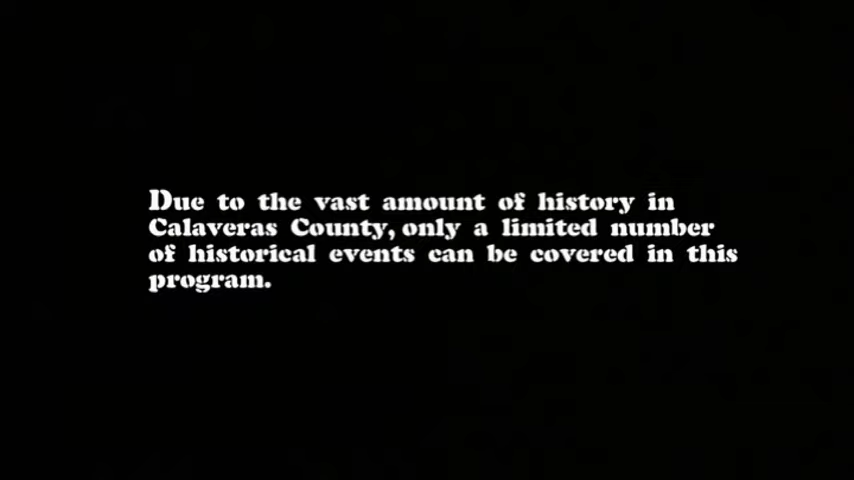 Due to the vast amount of history in
Calaveras County, only a limited number
of historical events can be covered in this
program.